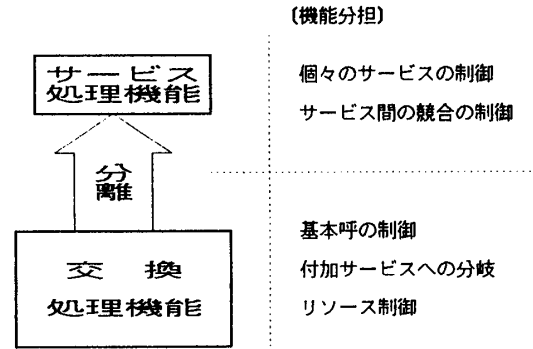 〔機能分担〕
サービス
処理機能
個々のサービスの制御
サービス間の競合の制御
分
離
基本呼の制御
付加サービスへの分岐
リソース制御
交　換
処理機能